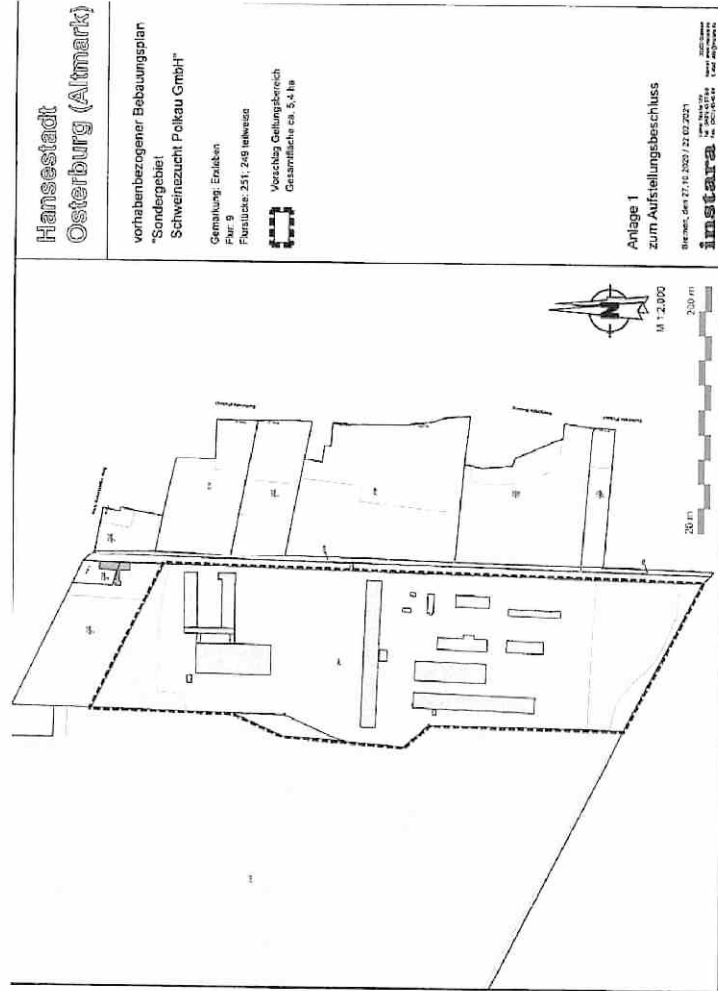 Hansestadt
Osterburg (Altmark)
vorhabenbezogener Bebauungsplan
"Sondergebiet
Schweinezucht Polkau GmbH"
Gemarkung: Erxleben
Flur: 9
Flurstücke: 251; 249 teilweise
Vorschlag Geltungsbereich
Gesamtfläche ca. 5,4 ha
N
M 1:2.000
20 m
200 m
Anlage 1
zum Aufstellungsbeschluss
Bremen, den 27.10.2020 / 22.02.2021
instara